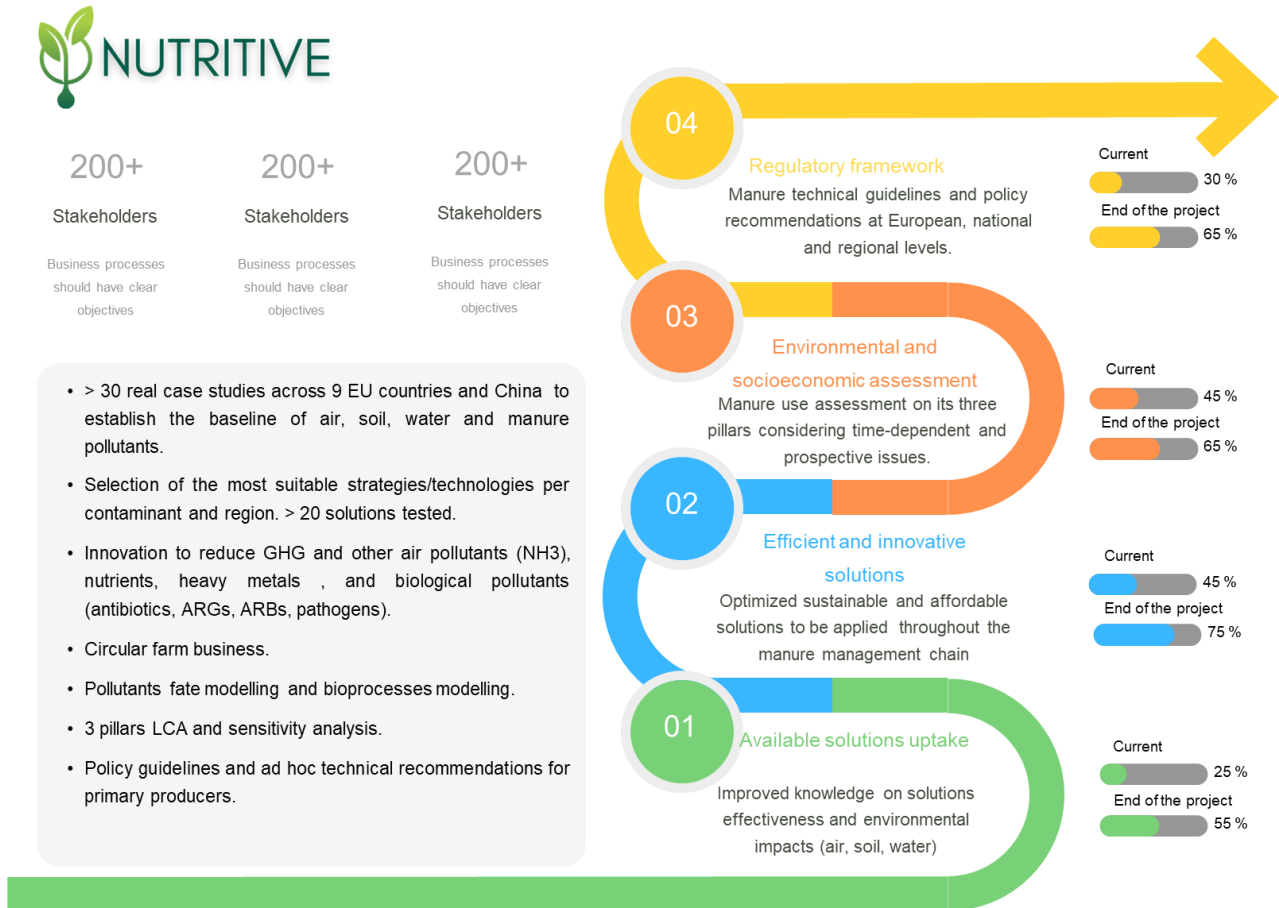 NUTRITIVE
200+
Stakeholders
Business processes
should have clear
objectives
200+
Stakeholders
Business processes
should have clear
objectives
200+
Stakeholders
Business processes
should have clear
objectives
• > 30 real case studies across 9 EU countries and China to
establish the baseline of air, soil, water and manure
pollutants.
• Selection of the most suitable strategies/technologies per
contaminant and region. > 20 solutions tested.
• Innovation to reduce GHG and other air pollutants (NH3),
nutrients, heavy metals , and biological pollutants
(antibiotics, ARGs, ARBs, pathogens).
• Circular farm business.
• Pollutants fate modelling and bioprocesses modelling.
• 3 pillars LCA and sensitivity analysis.
• Policy guidelines and ad hoc technical recommendations for
primary producers.
04
Regulatory framework
Manure technical guidelines and policy
recommendations at European, national
and regional levels.
Current
30 %
End of the project
65 %
03
Environmental and
socioeconomic assessment
Manure use assessment on its three
pillars considering time-dependent and
prospective issues.
Current
45 %
End of the project
65 %
02
Efficient and innovative
solutions
Optimized sustainable and affordable
solutions to be applied throughout the
manure management chain
Current
45 %
End of the project
75 %
01
Available solutions uptake
Improved knowledge on solutions
effectiveness and environmental
impacts (air, soil, water)
Current
25 %
End of the project
55 %